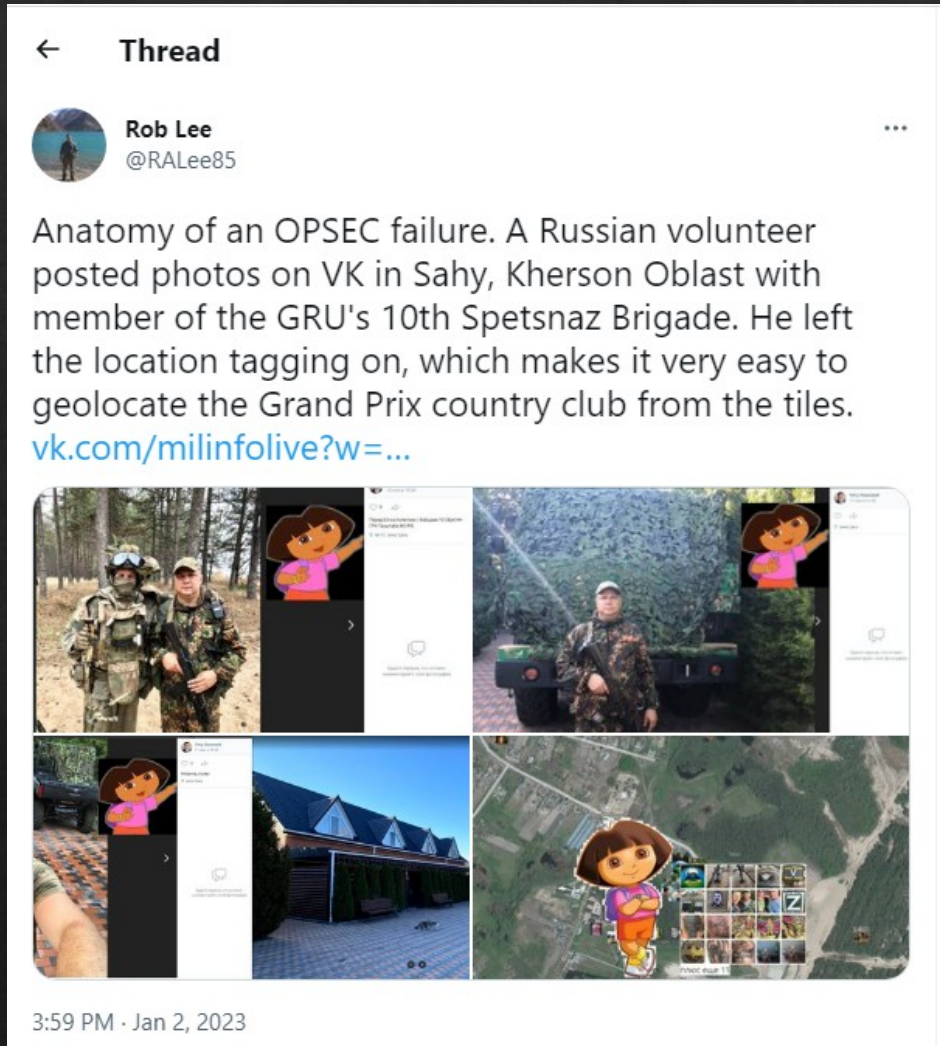 Thread
Rob Lee
@RALee85
Anatomy of an OPSEC failure. A Russian volunteer
posted photos on VK in Sahy, Kherson Oblast with
member of the GRU's 10th Spetsnaz Brigade. He left
the location tagging on, which makes it very easy to
geolocate the Grand Prix country club from the tiles.
vk.com/milinfolive?w=...
Z
плюс еще 11
3:59 PM · Jan 2, 2023